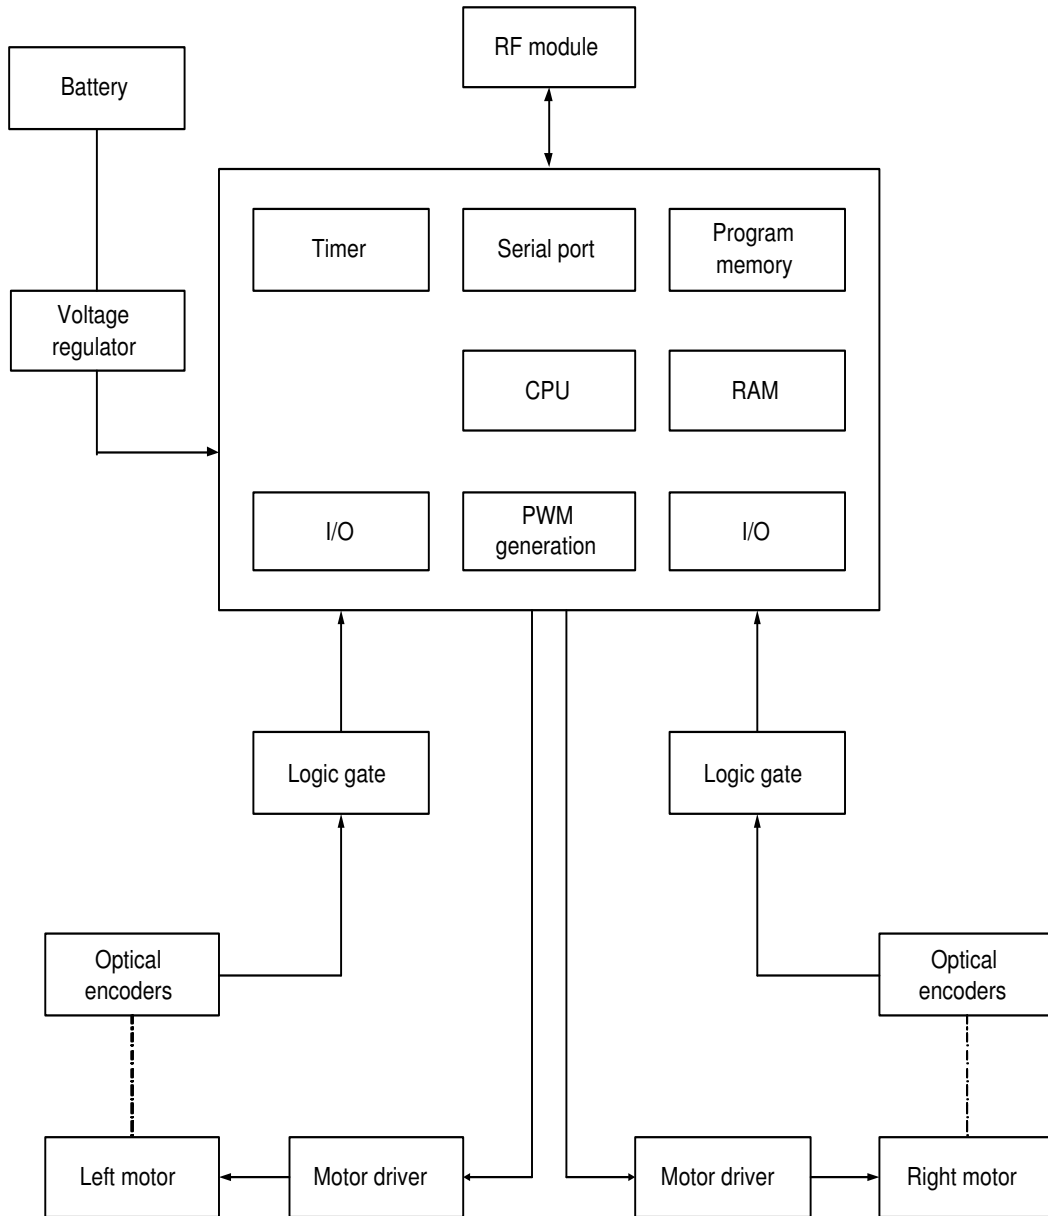 RF module
Battery
Timer
Serial port
Program
memory
Voltage
regulator
CPU
RAM
I/O
PWM
generation
I/O
Logic gate
Logic gate
Optical
encoders
Optical
encoders
Left motor
Motor driver
Motor driver
Right motor